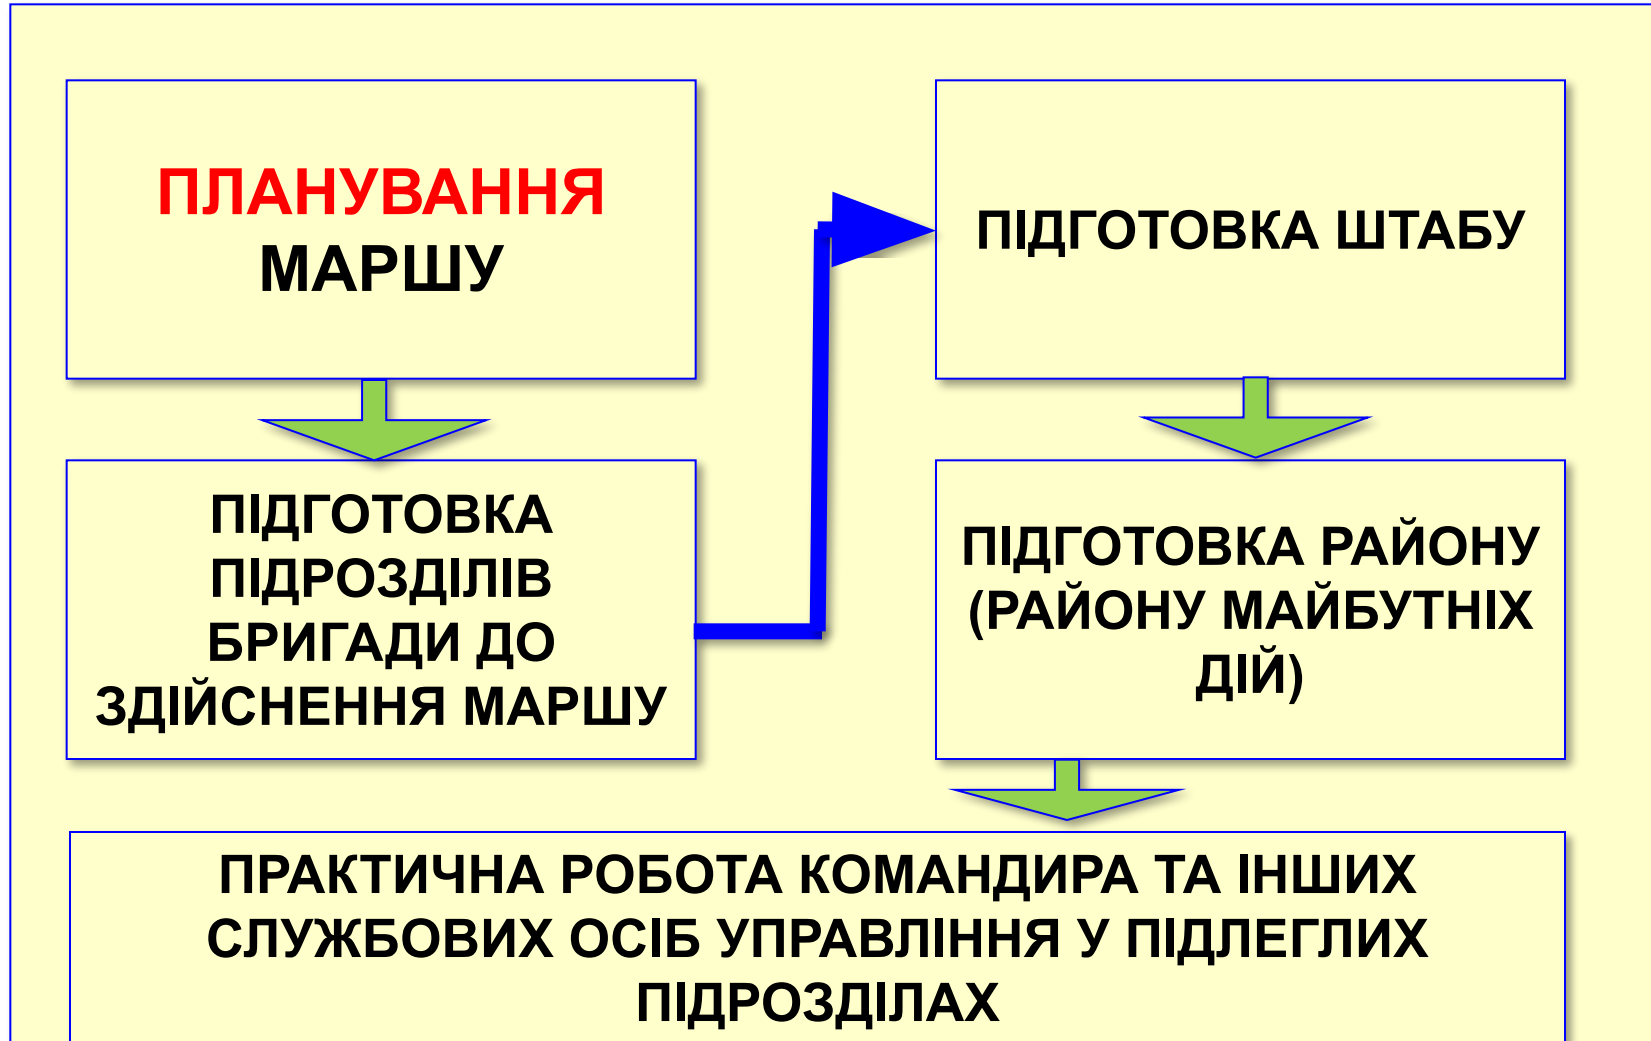 ПЛАНУВАННЯ
МАРШУ
ПІДГОТОВКА
ПІДРОЗДІЛІВ
БРИГАДИ ДО
ЗДІЙСНЕННЯ МАРШУ
ПІДГОТОВКА ШТАБУ
ПІДГОТОВКА РАЙОНУ
(РАЙОНУ МАЙБУТНІХ
ДІЙ)
ПРАКТИЧНА РОБОТА КОМАНДИРА ТА ІНШИХ
СЛУЖБОВИХ ОСІБ УПРАВЛІННЯ У ПІДЛЕГЛИХ
ПІДРОЗДІЛАХ